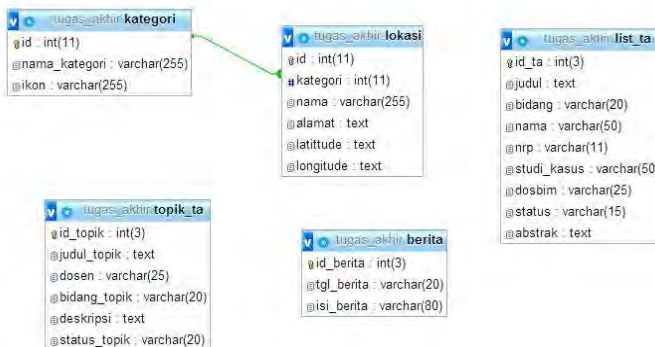 tugas_akhir kategori
id : int(11)
nama_kategori : varchar(255)
ikon : varchar(255)
tugas_akhir lokasi
id : int(11)
# kategori : int(11)
nama : varchar(255)
alamat : text
latittude : text
longitude : text
tugas_akhir list_ta
id_ta : int(3)
judul : text
bidang : varchar(20)
nama : varchar(50)
nrp : varchar(11)
studi_kasus : varchar(50
dosbim : varchar(25)
status : varchar(15)
abstrak : text
tugas_akhir topik_ta
id_topik : int(3)
judul_topik : text
dosen : varchar(25)
bidang_topik : varchar(20)
deskripsi : text
status_topik : varchar(20)
tugas_akhir berita
id_berita : int(3)
tgl_berita : varchar(20)
isi_berita : varchar(80)